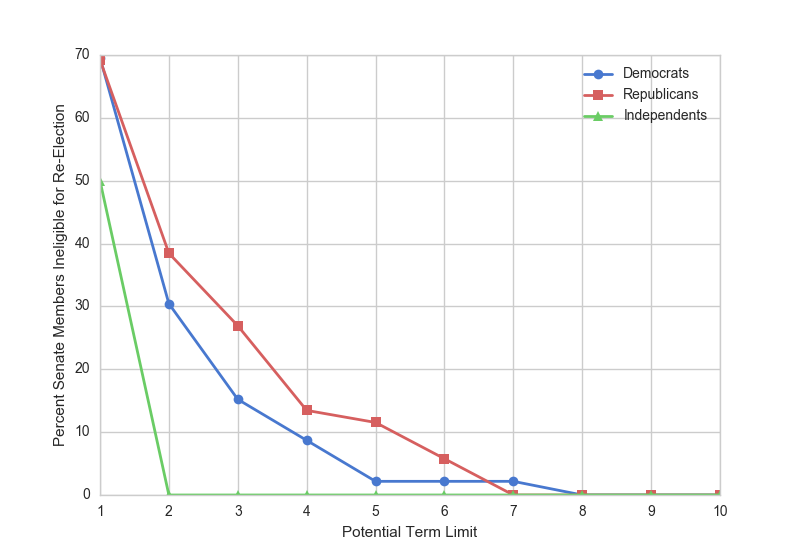 Democrats
Republicans
Independents
Percent Senate Members Ineligible for Re-Election
70
60
50
40
30
20
10
0
1 2 3 4 5 6 7 8 9 10
Potential Term Limit